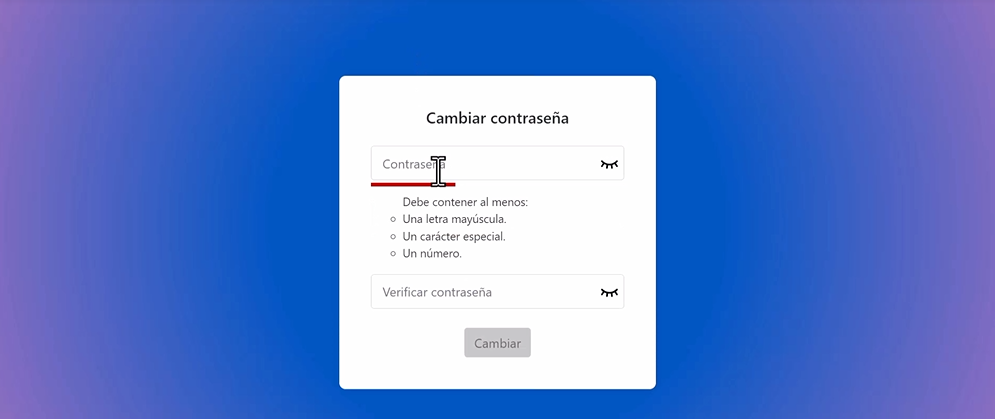 Cambiar contraseña
Contraseña
Debe contener al menos:
Una letra mayúscula.
Un carácter especial.
Un número.
Verificar contraseña
Cambiar